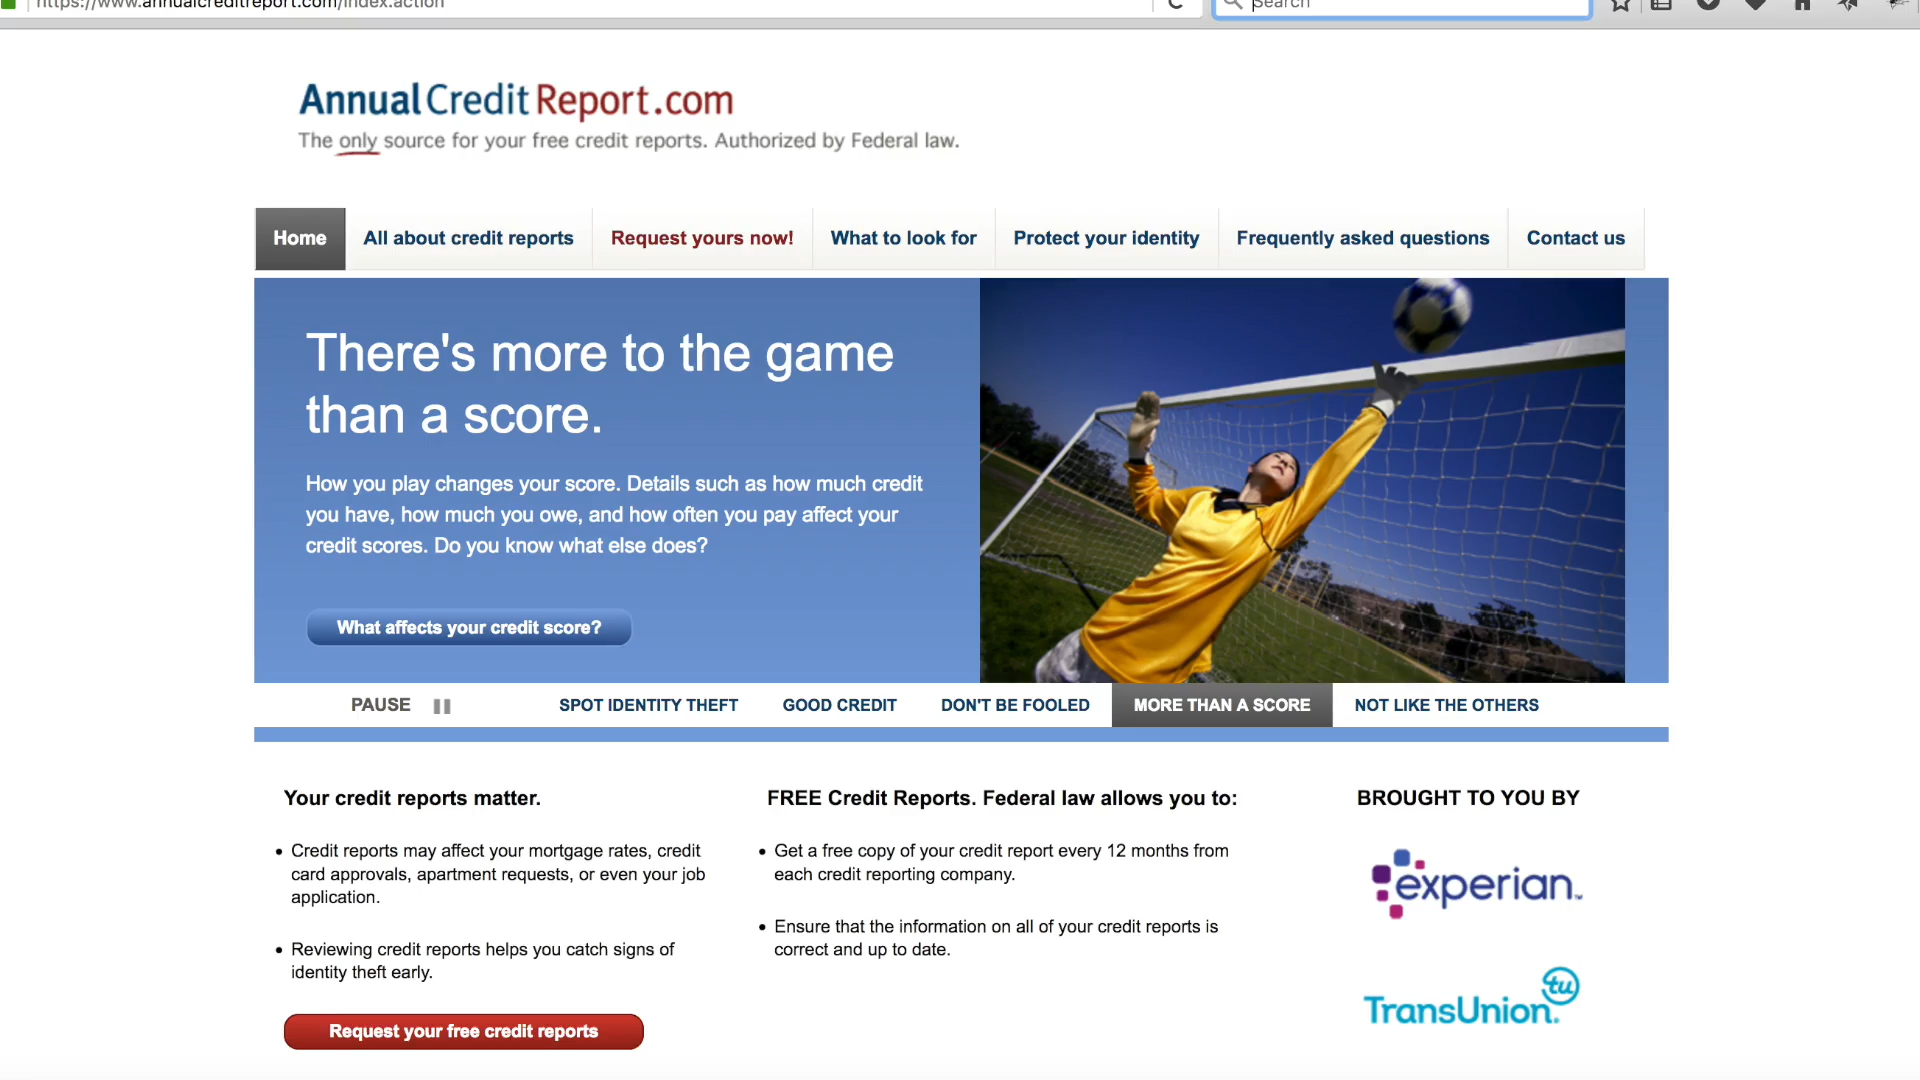 https://www.annualcreditreport.com/index.action
Search
AnnualCreditReport.com
The only source for your free credit reports. Authorized by Federal law.
Home
All about credit reports
Request yours now!
What to look for
Protect your identity
Frequently asked questions
Contact us
There's more to the game
than a score.
How you play changes your score. Details such as how much credit
you have, how much you owe, and how often you pay affect your
credit scores. Do you know what else does?
What affects your credit score?
PAUSE
SPOT IDENTITY THEFT
GOOD CREDIT
DON'T BE FOOLED
MORE THAN A SCORE
NOT LIKE THE OTHERS
Your credit reports matter.
Credit reports may affect your mortgage rates, credit
card approvals, apartment requests, or even your job
application.
Reviewing credit reports helps you catch signs of
identity theft early.
Request your free credit reports
FREE Credit Reports. Federal law allows you to:
Get a free copy of your credit report every 12 months from
each credit reporting company.
Ensure that the information on all of your credit reports is
correct and up to date.
BROUGHT TO YOU BY
experian™
tu
TransUnion.